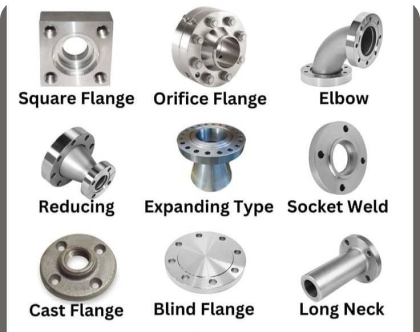 Square Flange Orifice Flange Elbow
Reducing Expanding Type Socket Weld
Cast Flange Blind Flange Long Neck